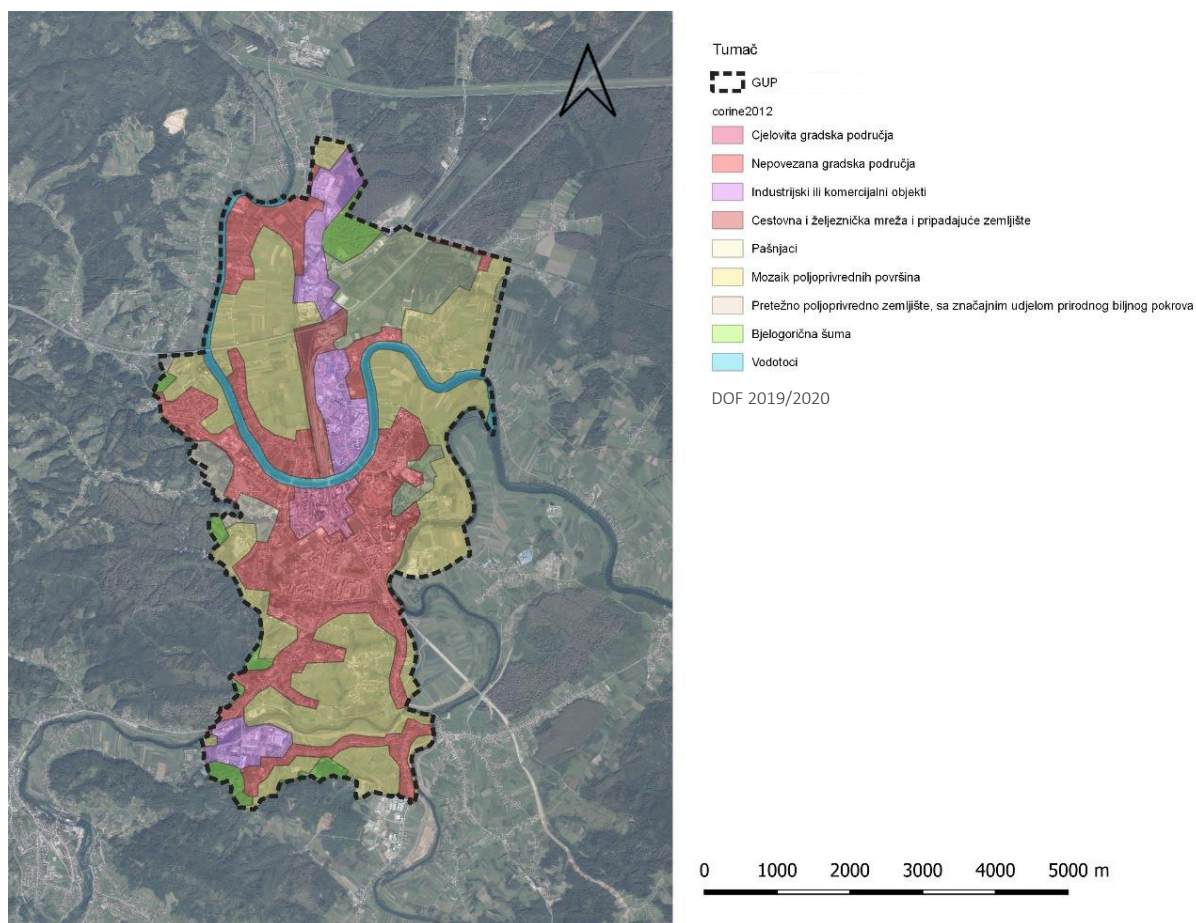 Tumač
GUP
corine2012
Cjelovita gradska područja
Nepovezana gradska područja
Industrijski ili komercijalni objekti
Cestovna i željeznička mreža i pripadajuće zemljište
Pašnjaci
Mozaik poljoprivrednih površina
Pretežno poljoprivredno zemljište, sa značajnim udjelom prirodnog biljnog pokrova
Bjelogorična šuma
Vodotoci
DOF 2019/2020
0 1000 2000 3000 4000 5000 m